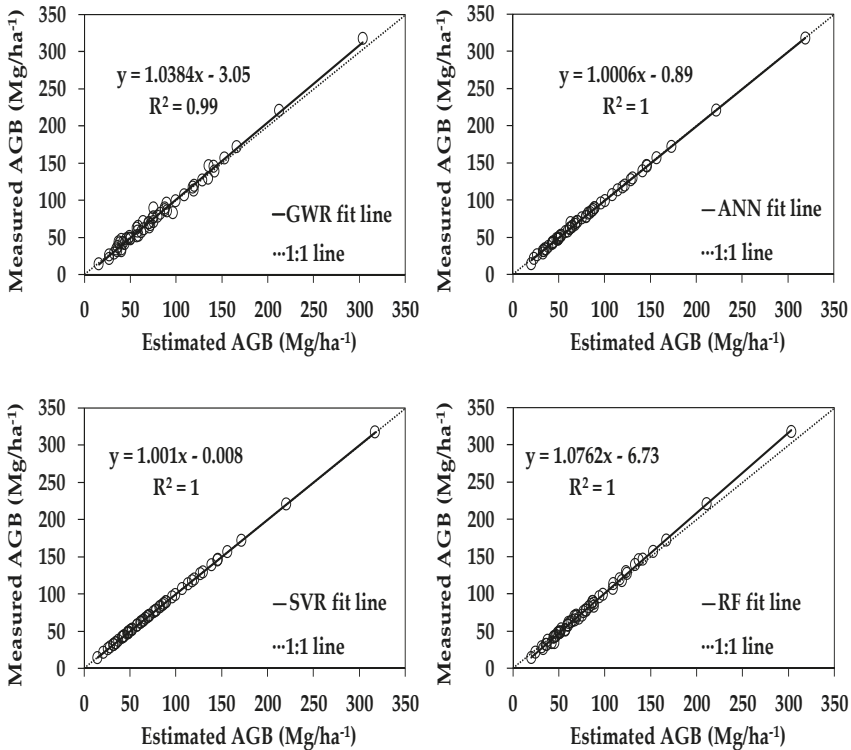 Measured AGB (Mg/ha⁻¹)
350
300
250
200
150
100
50
0
y = 1.0384x - 3.05
R² = 0.99
GWR fit line
1:1 line
0 50 100 150 200 250 300 350
Estimated AGB (Mg/ha⁻¹)
Measured AGB (Mg/ha⁻¹)
350
300
250
200
150
100
50
0
y = 1.0006x - 0.89
R² = 1
ANN fit line
1:1 line
0 50 100 150 200 250 300 350
Estimated AGB (Mg/ha⁻¹)
Measured AGB (Mg/ha⁻¹)
350
300
250
200
150
100
50
0
y = 1.001x - 0.008
R² = 1
SVR fit line
1:1 line
0 50 100 150 200 250 300 350
Estimated AGB (Mg/ha⁻¹)
Measured AGB (Mg/ha⁻¹)
350
300
250
200
150
100
50
0
y = 1.0762x - 6.73
R² = 1
RF fit line
1:1 line
0 50 100 150 200 250 300 350
Estimated AGB (Mg/ha⁻¹)